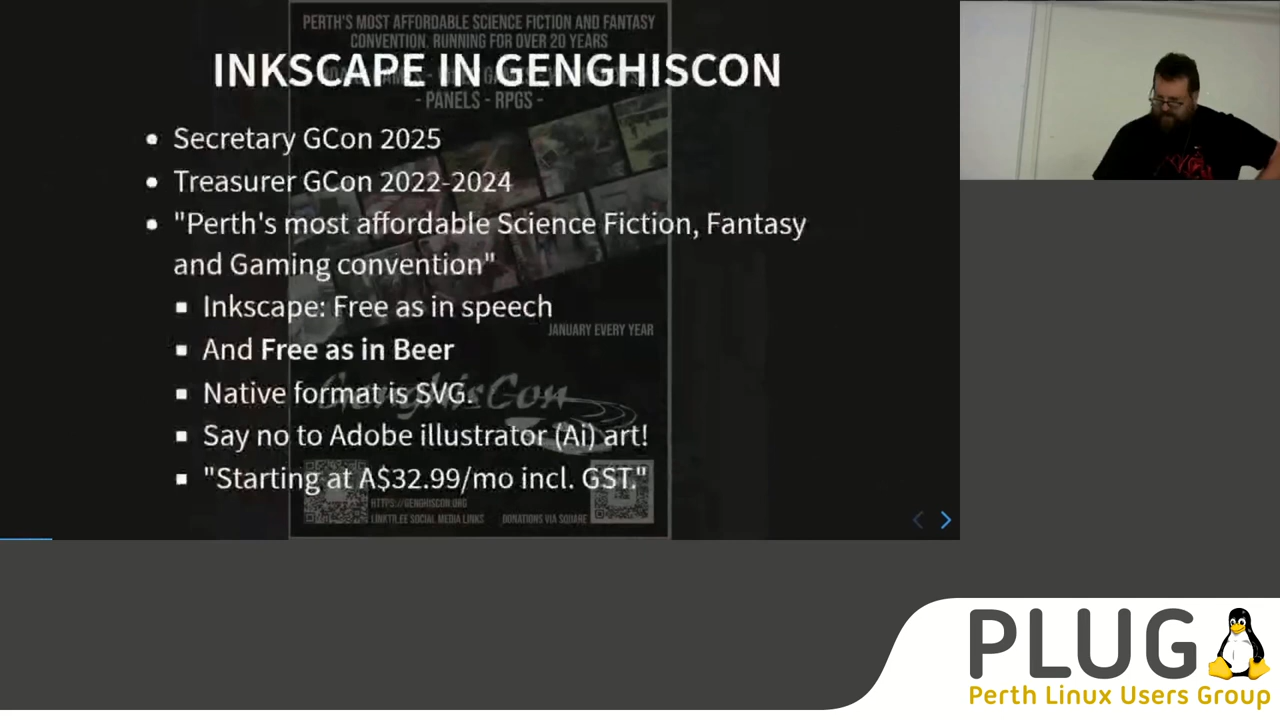 PERTH'S MOST AFFORDABLE SCIENCE FICTION AND FANTASY
CONVENTION. RUNNING FOR OVER 20 YEARS
INKSCAPE IN GENGHISCON
- PANELS - RPGS -
• Secretary GCon 2025
• Treasurer GCon 2022-2024
• "Perth's most affordable Science Fiction, Fantasy
and Gaming convention"
▪ Inkscape: Free as in speech
JANUARY EVERY YEAR
▪ And Free as in Beer
▪ Native format is SVG.
GenghisCon
▪ Say no to Adobe illustrator (Ai) art!
▪ "Starting at A$32.99/mo incl. GST."
HTTPS://GENGHISCON.ORG
LINKTR.EE SOCIAL MEDIA LINKS
DONATIONS VIA SQUARE
PLUG
Perth Linux Users Group